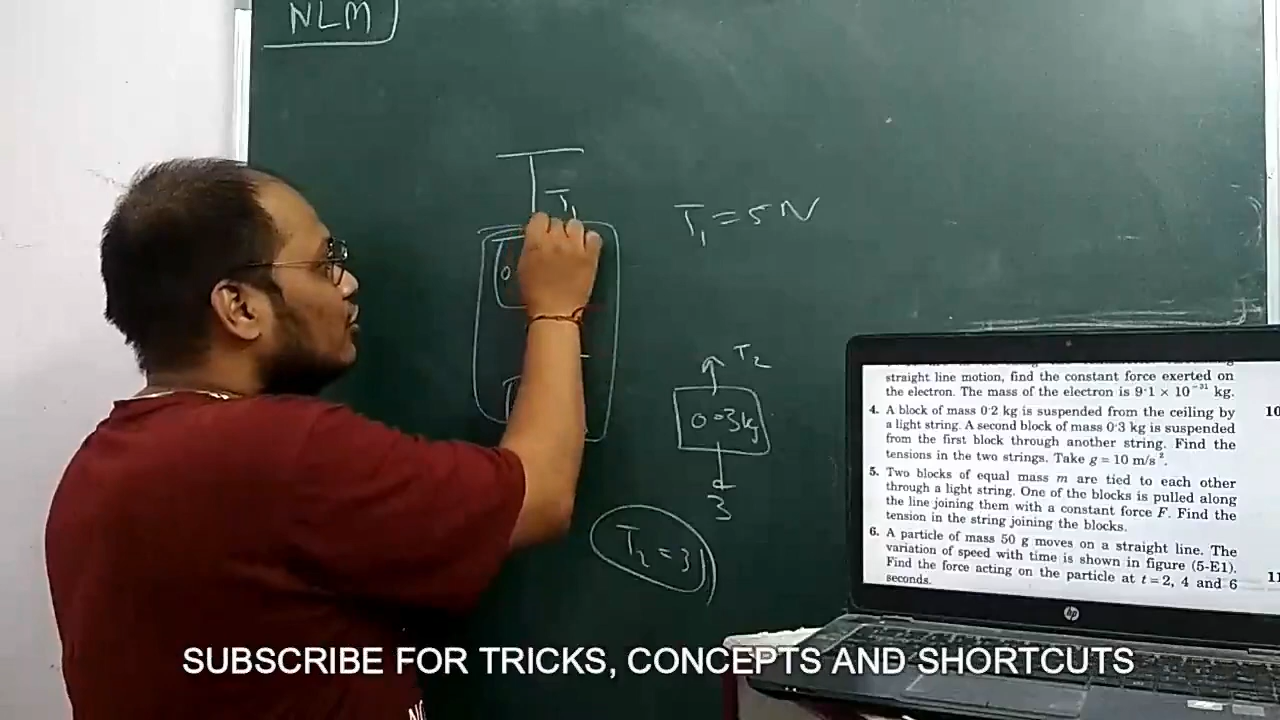 NLM
T₁
T₁ = 5 N
0
T₂
0.3kg
3
T₂ = 3
straight line motion, find the constant force exerted on
the electron. The mass of the electron is 9·1 × 10⁻³¹ kg.
4. A block of mass 0·2 kg is suspended from the ceiling by
a light string. A second block of mass 0·3 kg is suspended
from the first block through another string. Find the
tensions in the two strings. Take g = 10 m/s².
5. Two blocks of equal mass m are tied to each other
through a light string. One of the blocks is pulled along
the line joining them with a constant force F. Find the
tension in the string joining the blocks.
6. A particle of mass 50 g moves on a straight line. The
variation of speed with time is shown in figure (5-E1).
Find the force acting on the particle at t = 2, 4 and 6
seconds.
10
11
hp
SUBSCRIBE FOR TRICKS, CONCEPTS AND SHORTCUTS